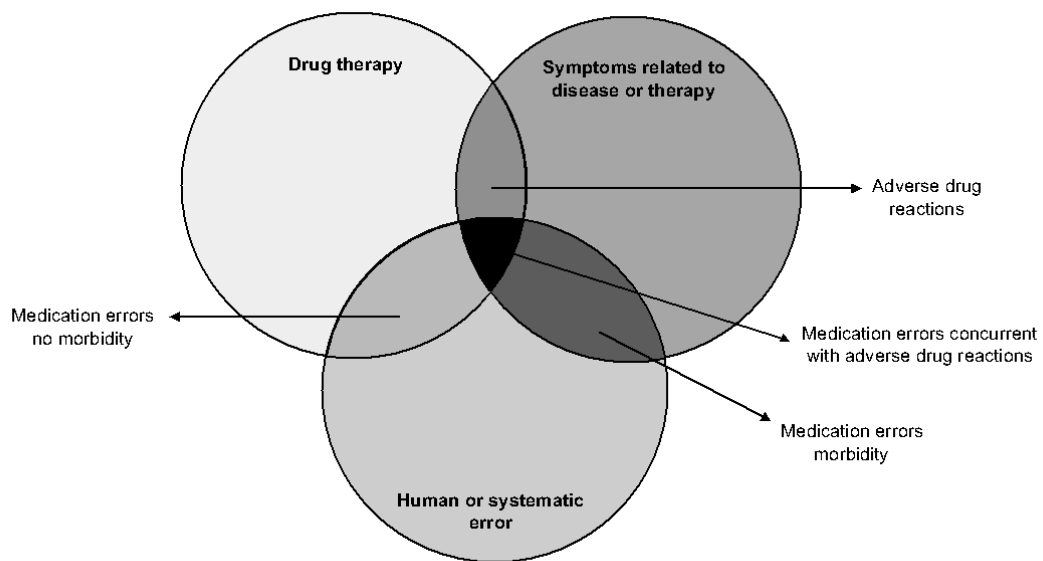 Drug therapy
Symptoms related to
disease or therapy
Adverse drug
reactions
Medication errors
no morbidity
Medication errors concurrent
with adverse drug reactions
Medication errors
morbidity
Human or systematic
error